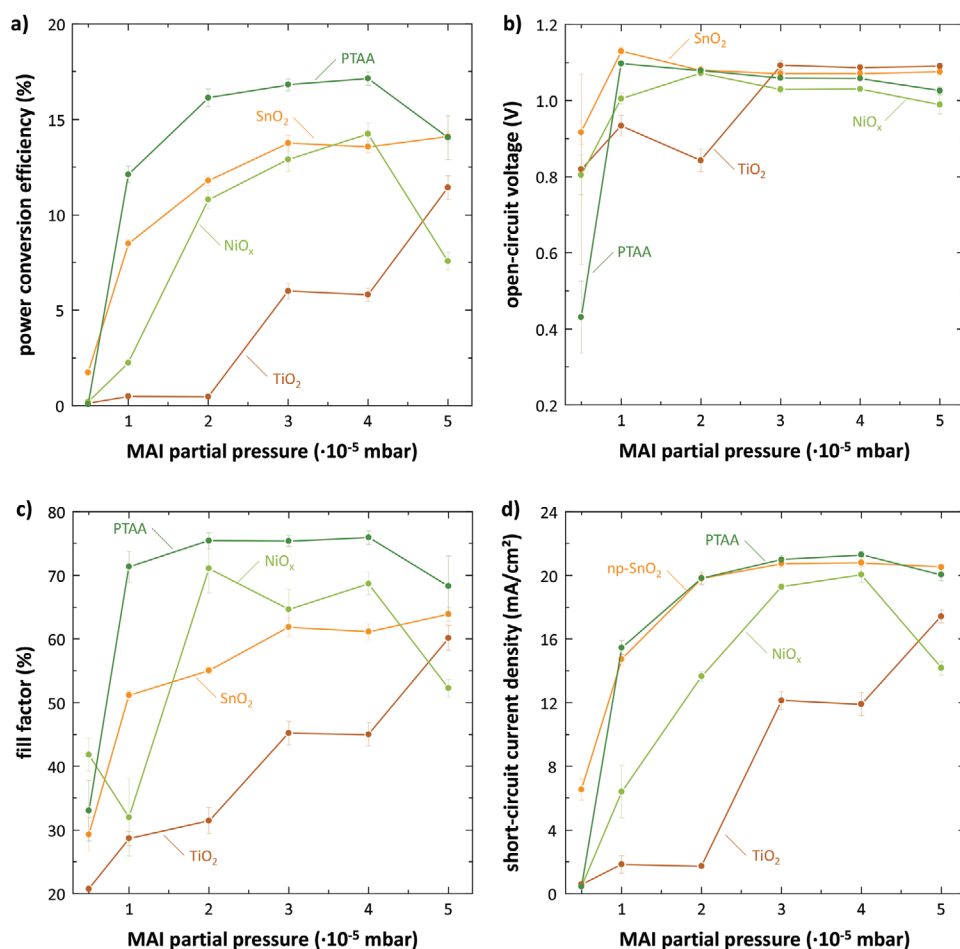 a)
power conversion efficiency (%)
20
15
10
5
0
PTAA
SnO₂
NiOₓ
TiO₂
1 2 3 4 5
MAI partial pressure (·10⁻⁵ mbar)
b)
open-circuit voltage (V)
1.2
1.0
0.8
0.6
0.4
0.2
SnO₂
NiOₓ
TiO₂
PTAA
1 2 3 4 5
MAI partial pressure (·10⁻⁵ mbar)
c)
fill factor (%)
80
70
60
50
40
30
20
PTAA
NiOₓ
SnO₂
TiO₂
1 2 3 4 5
MAI partial pressure (·10⁻⁵ mbar)
d)
short-circuit current density (mA/cm²)
24
20
16
12
8
4
0
PTAA
np-SnO₂
NiOₓ
TiO₂
1 2 3 4 5
MAI partial pressure (·10⁻⁵ mbar)